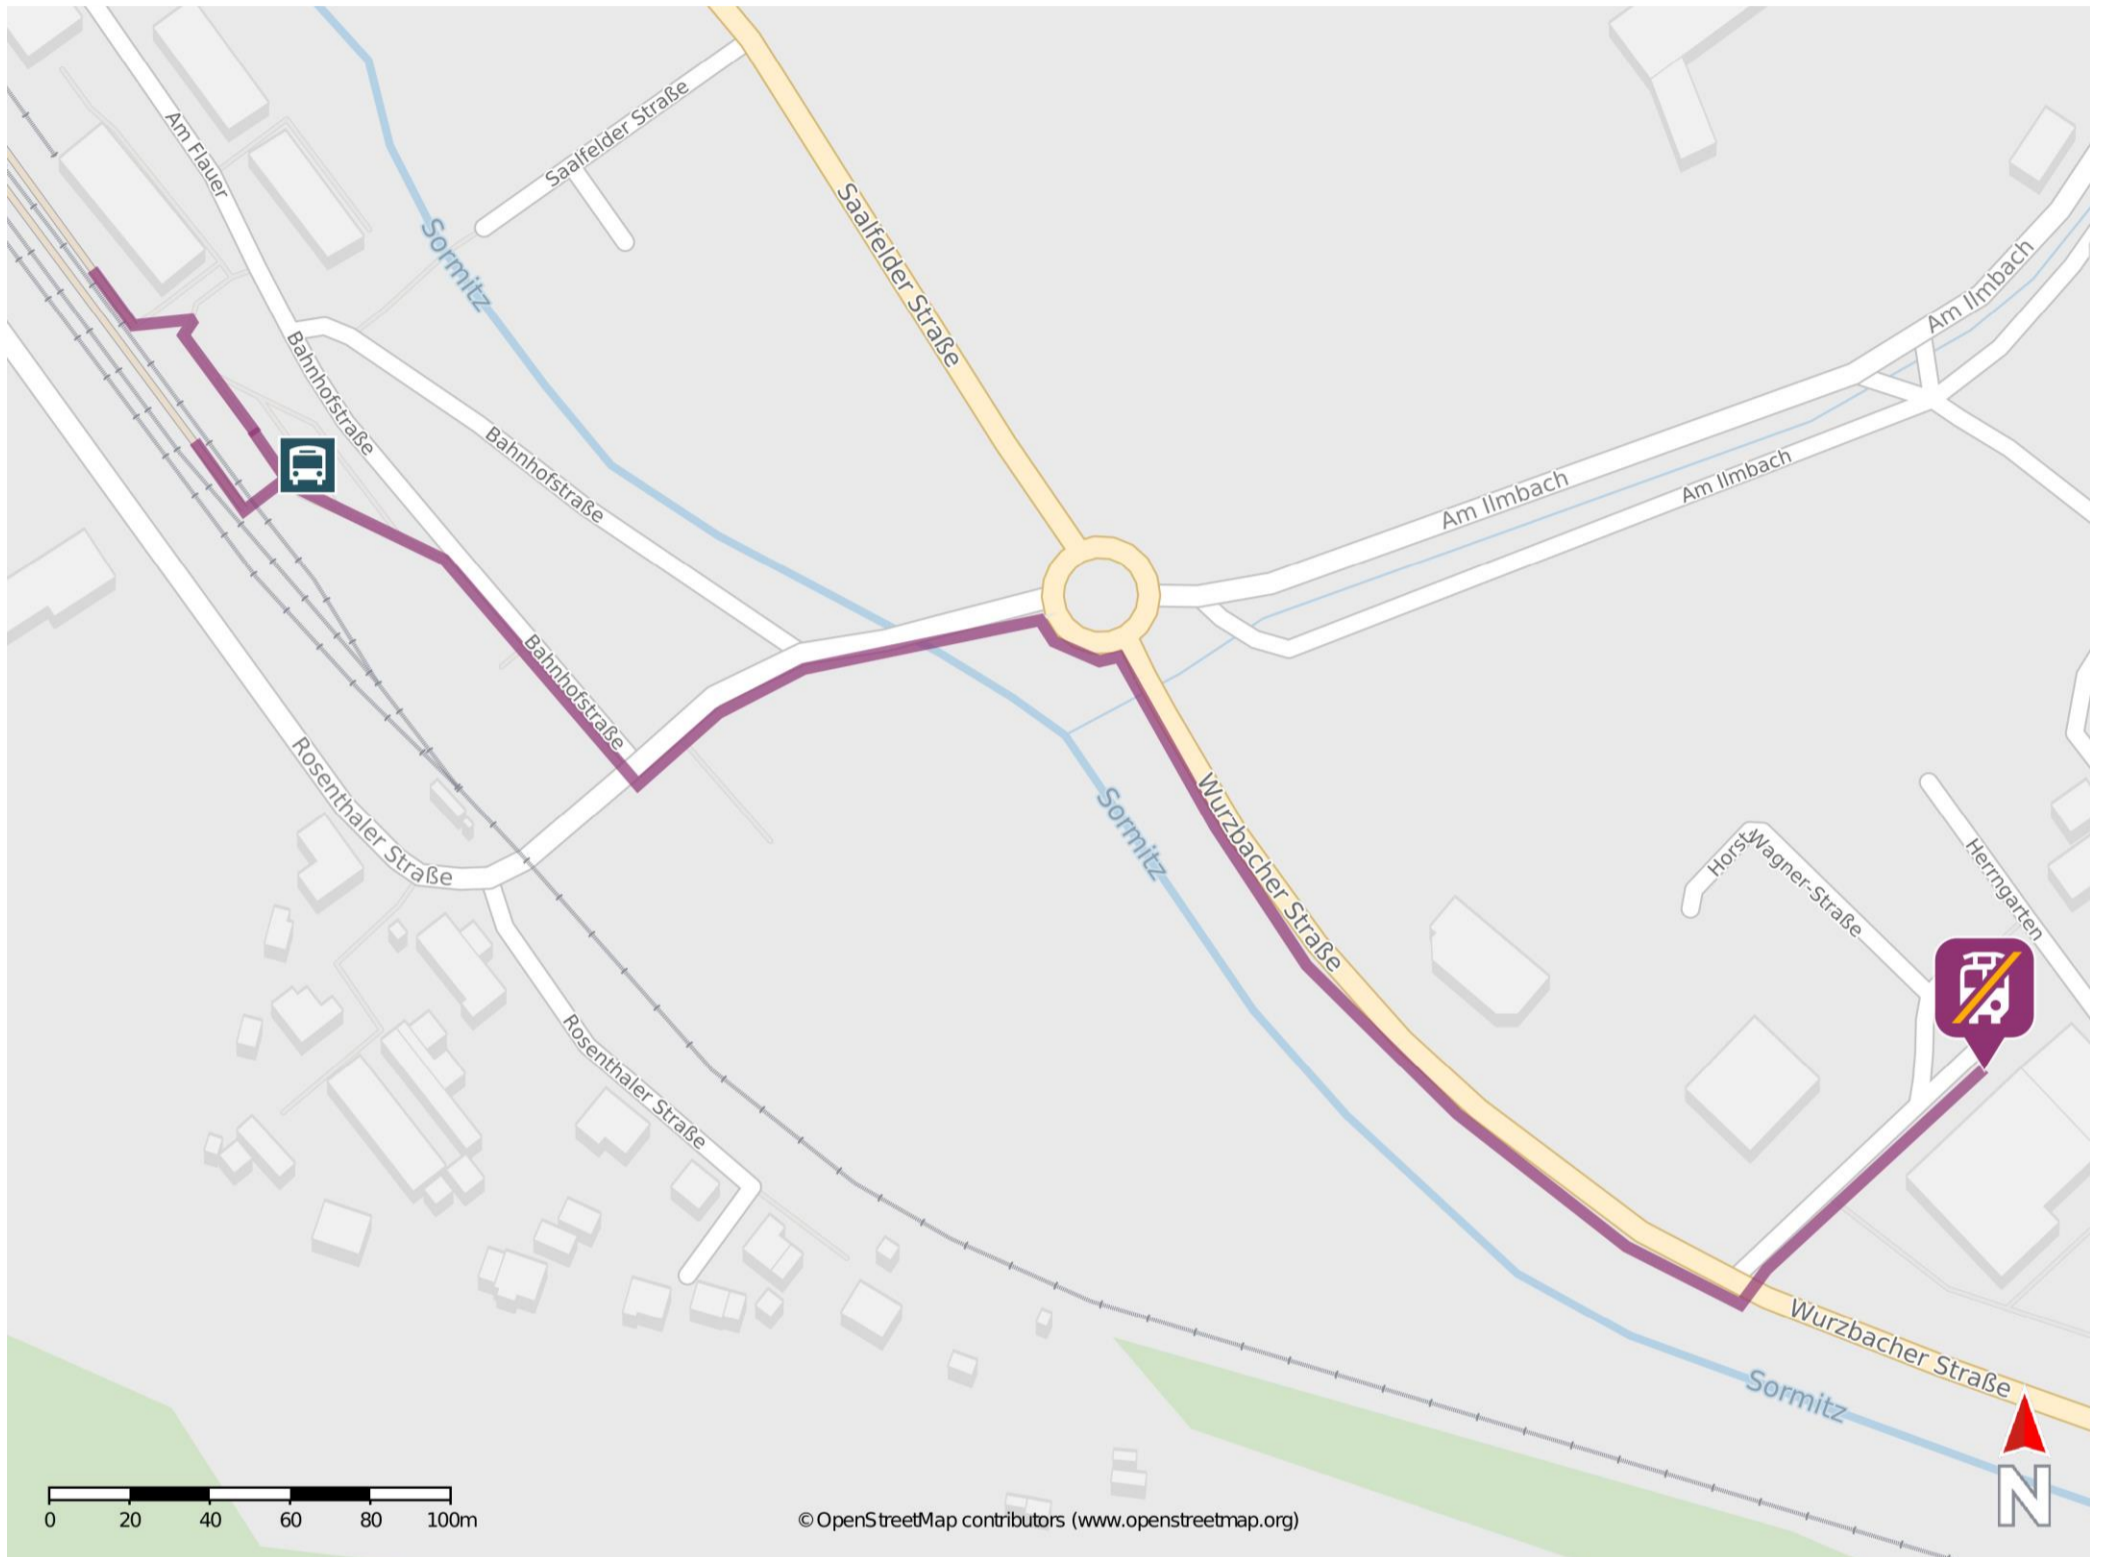 Saalfelder Straße
Am Flauer
Sormitz
Saalfelder Straße
Am Ilmbach
Bahnhofstraße
Bahnhofstraße
Am Ilmbach
Am Ilmbach
Bahnhofstraße
Rosenthaler Straße
Wurzbacher Straße
Sormitz
Horst-Wagner-Straße
Herrngarten
Rosenthaler Straße
Wurzbacher Straße
Sormitz
N
0 20 40 60 80 100m
© OpenStreetMap contributors (www.openstreetmap.org)